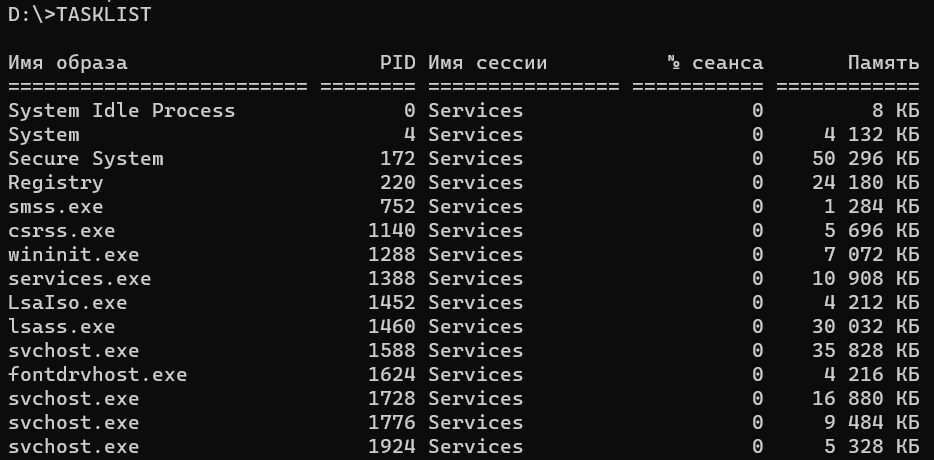 D:\>TASKLIST
Имя образа                     PID Имя сессии          № сеанса       Память
========================= ======== ================ =========== ============
System Idle Process              0 Services                   0         8 КБ
System                           4 Services                   0     4 132 КБ
Secure System                  172 Services                   0    50 296 КБ
Registry                       220 Services                   0    24 180 КБ
smss.exe                       752 Services                   0     1 284 КБ
csrss.exe                     1140 Services                   0     5 696 КБ
wininit.exe                   1288 Services                   0     7 072 КБ
services.exe                  1388 Services                   0    10 908 КБ
LsaIso.exe                    1452 Services                   0     4 212 КБ
lsass.exe                     1460 Services                   0    30 032 КБ
svchost.exe                   1588 Services                   0    35 828 КБ
fontdrvhost.exe               1624 Services                   0     4 216 КБ
svchost.exe                   1728 Services                   0    16 880 КБ
svchost.exe                   1776 Services                   0     9 484 КБ
svchost.exe                   1924 Services                   0     5 328 КБ